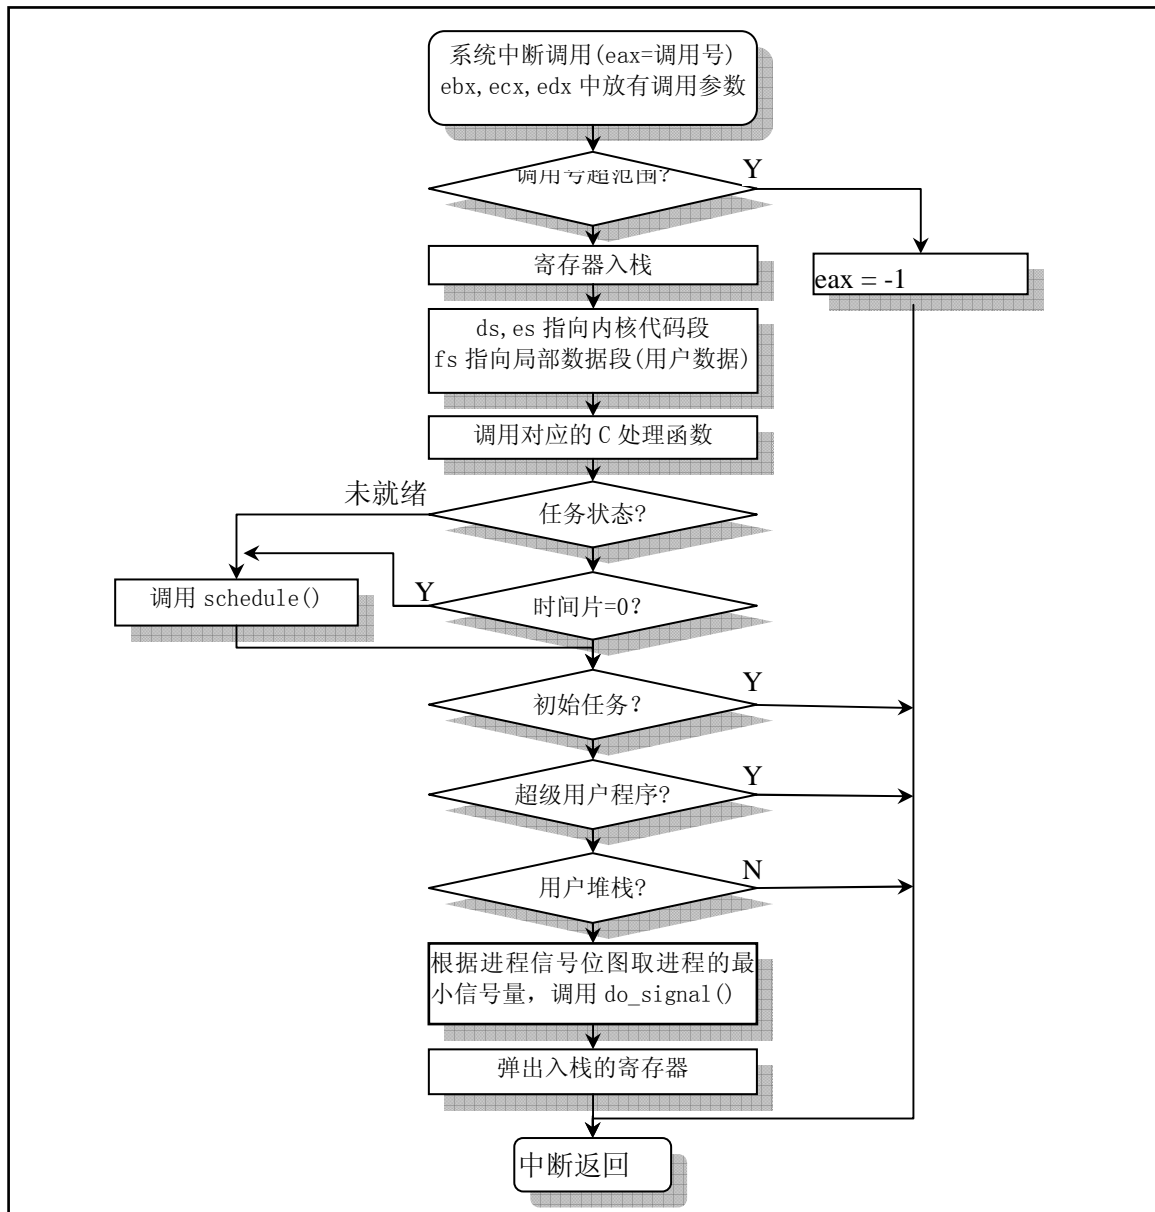 系统中断调用(eax=调用号)
ebx,ecx,edx 中放有调用参数
调用号超范围?
Y
寄存器入栈
eax = -1
ds,es 指向内核代码段
fs 指向局部数据段(用户数据)
调用对应的 C 处理函数
未就绪
任务状态?
调用 schedule()
Y
时间片=0?
初始任务?
Y
超级用户程序?
Y
用户堆栈?
N
根据进程信号位图取进程的最
小信号量，调用 do_signal()
弹出入栈的寄存器
中断返回